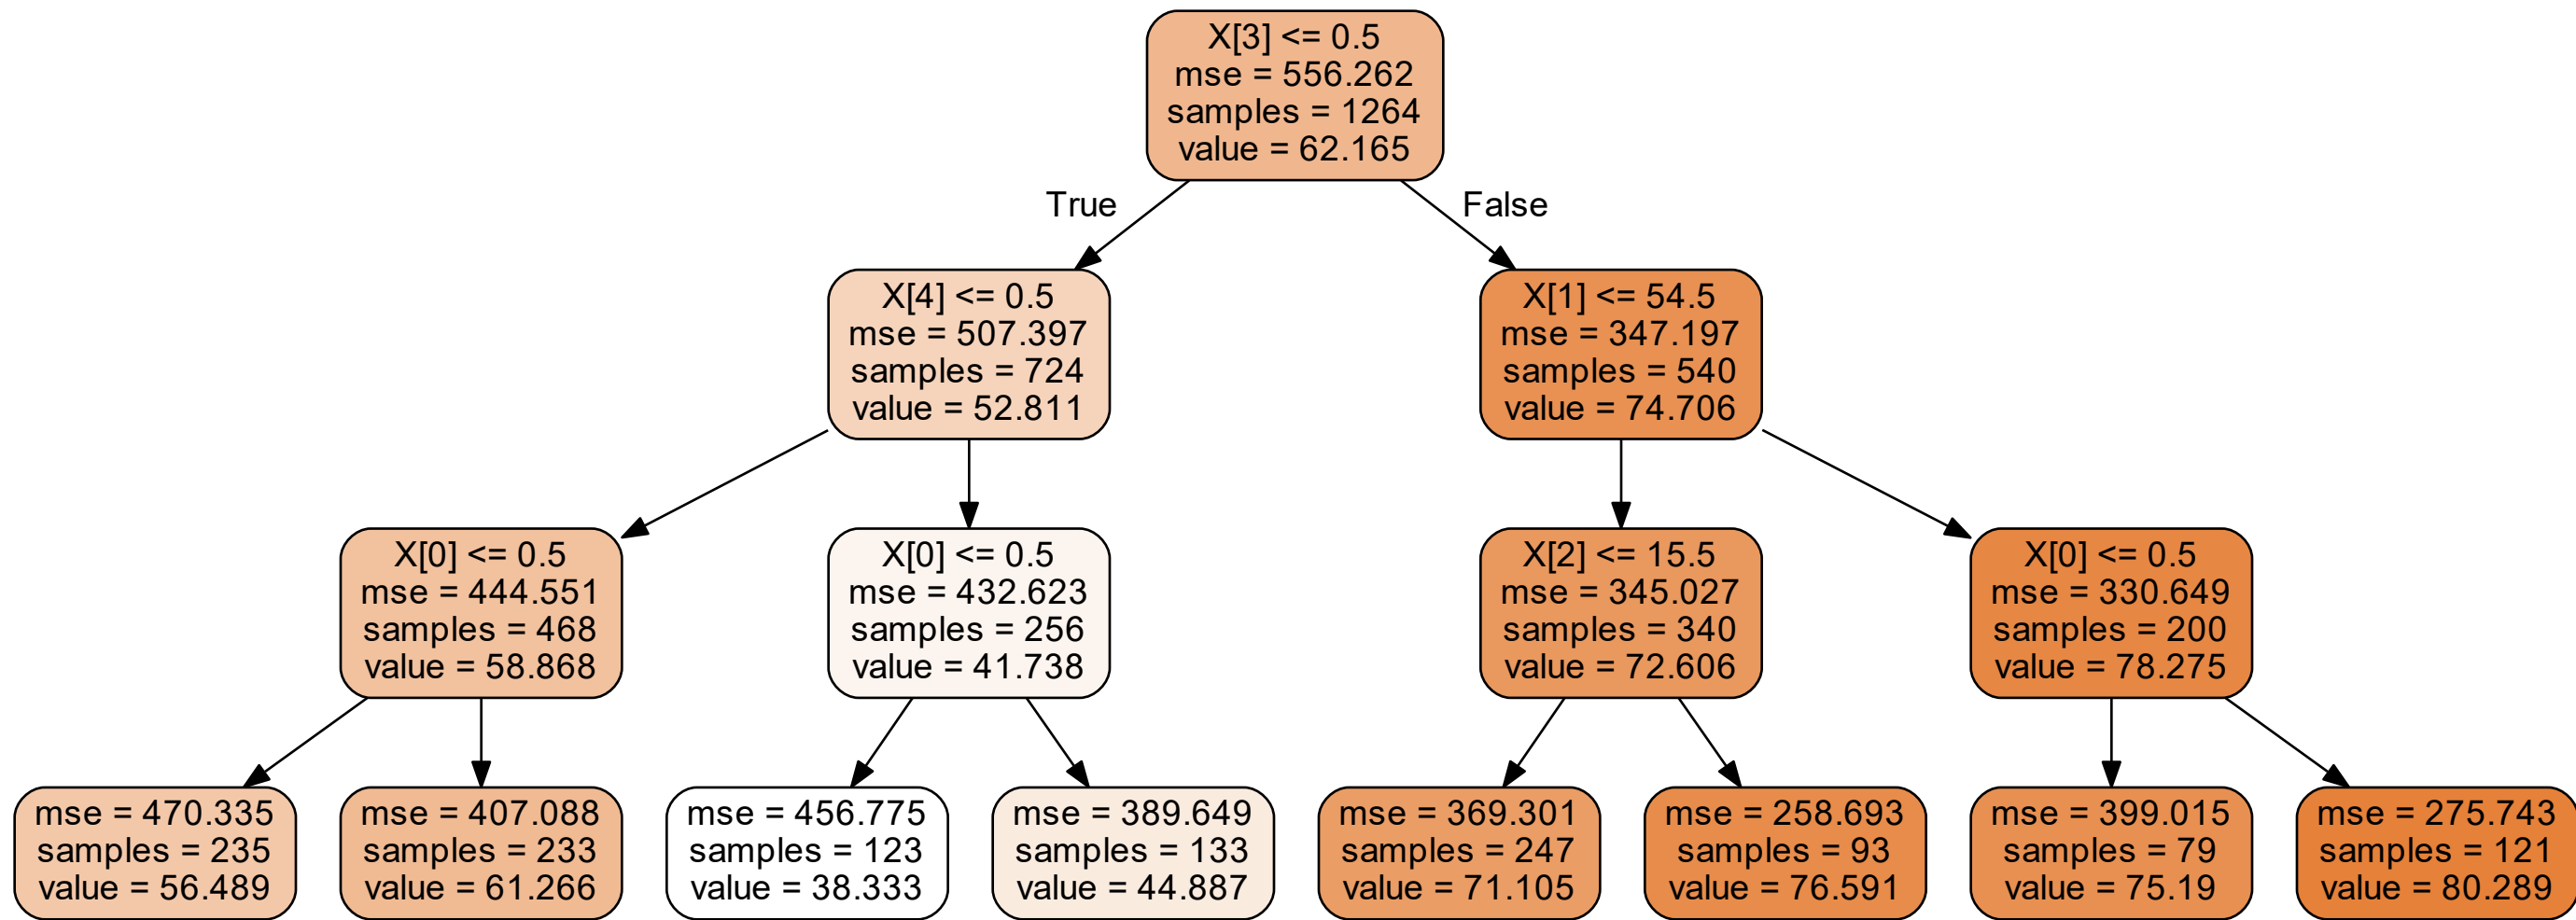 X[3] <= 0.5
mse = 556.262
samples = 1264
value = 62.165
True
False
X[4] <= 0.5
mse = 507.397
samples = 724
value = 52.811
X[1] <= 54.5
mse = 347.197
samples = 540
value = 74.706
X[0] <= 0.5
mse = 444.551
samples = 468
value = 58.868
X[0] <= 0.5
mse = 432.623
samples = 256
value = 41.738
X[2] <= 15.5
mse = 345.027
samples = 340
value = 72.606
X[0] <= 0.5
mse = 330.649
samples = 200
value = 78.275
mse = 470.335
samples = 235
value = 56.489
mse = 407.088
samples = 233
value = 61.266
mse = 456.775
samples = 123
value = 38.333
mse = 389.649
samples = 133
value = 44.887
mse = 369.301
samples = 247
value = 71.105
mse = 258.693
samples = 93
value = 76.591
mse = 399.015
samples = 79
value = 75.19
mse = 275.743
samples = 121
value = 80.289